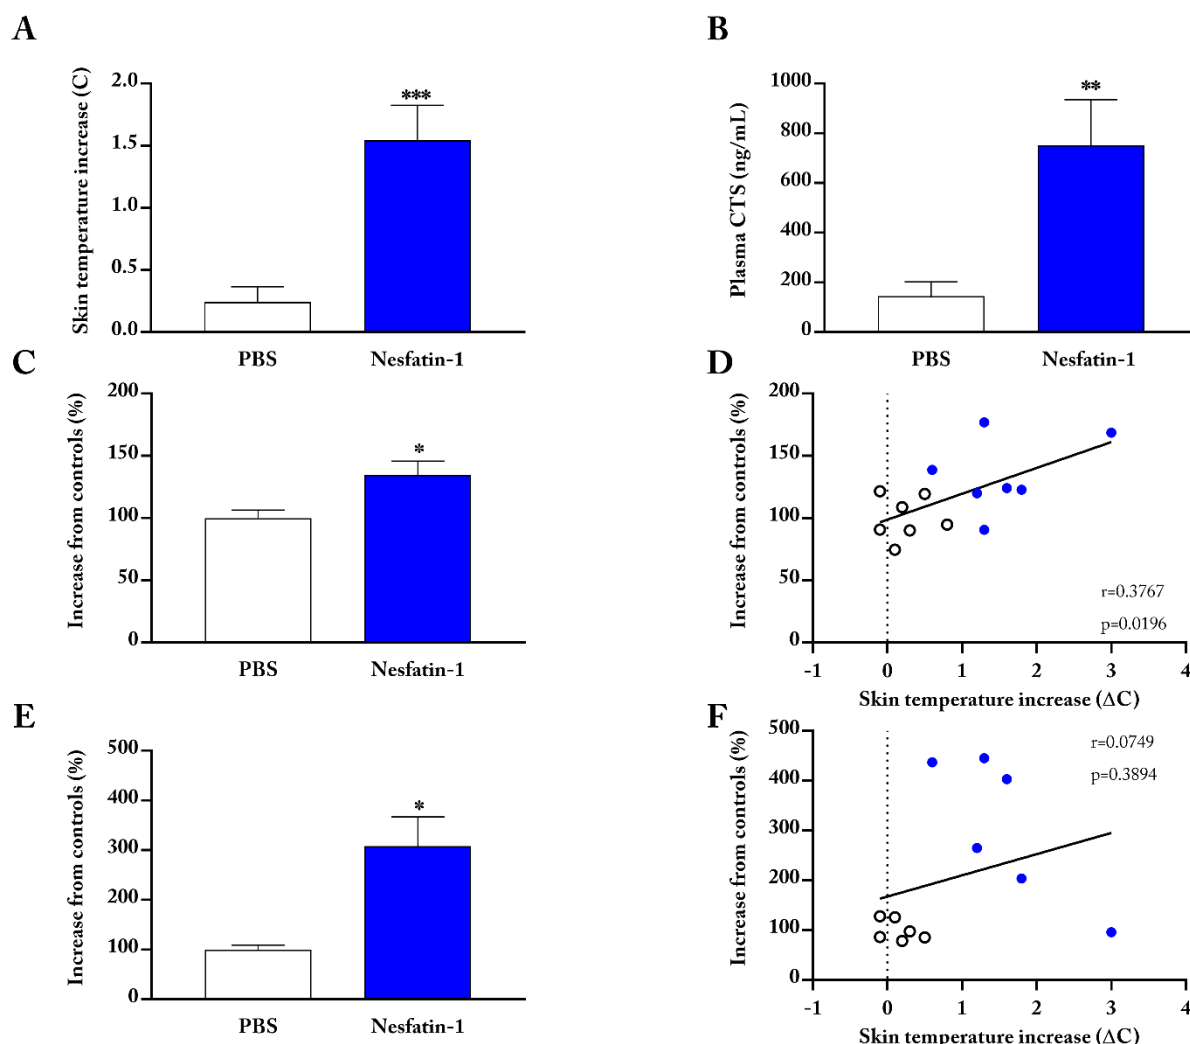 A
Skin temperature increase (C)
2.0
1.5
1.0
0.5
0.0
***
PBS
Nesfatin-1
B
Plasma CTS (ng/mL)
1000
800
600
400
200
0
**
PBS
Nesfatin-1
C
Increase from controls (%)
200
150
100
50
0
*
PBS
Nesfatin-1
D
Increase from controls (%)
200
150
100
50
0
r=0.3767
p=0.0196
-1
0
1
2
3
4
Skin temperature increase (ΔC)
E
Increase from controls (%)
500
400
300
200
100
0
*
PBS
Nesfatin-1
F
Increase from controls (%)
500
400
300
200
100
0
r=0.0749
p=0.3894
-1
0
1
2
3
4
Skin temperature increase (ΔC)